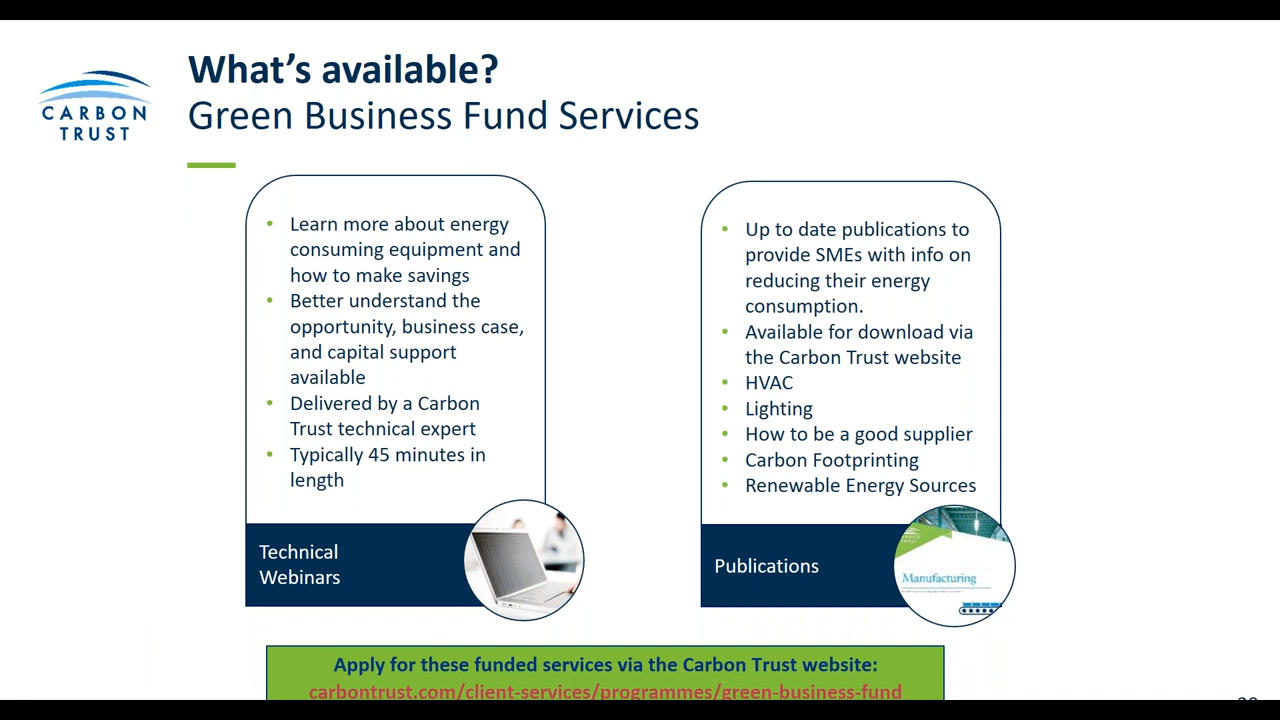 CARBON
TRUST
What’s available?
Green Business Fund Services
• Learn more about energy
consuming equipment and
how to make savings
• Better understand the
opportunity, business case,
and capital support
available
• Delivered by a Carbon
Trust technical expert
• Typically 45 minutes in
length
Technical
Webinars
• Up to date publications to
provide SMEs with info on
reducing their energy
consumption.
• Available for download via
the Carbon Trust website
• HVAC
• Lighting
• How to be a good supplier
• Carbon Footprinting
• Renewable Energy Sources
Publications
Manufacturing
Apply for these funded services via the Carbon Trust website:
carbontrust.com/client-services/programmes/green-business-fund